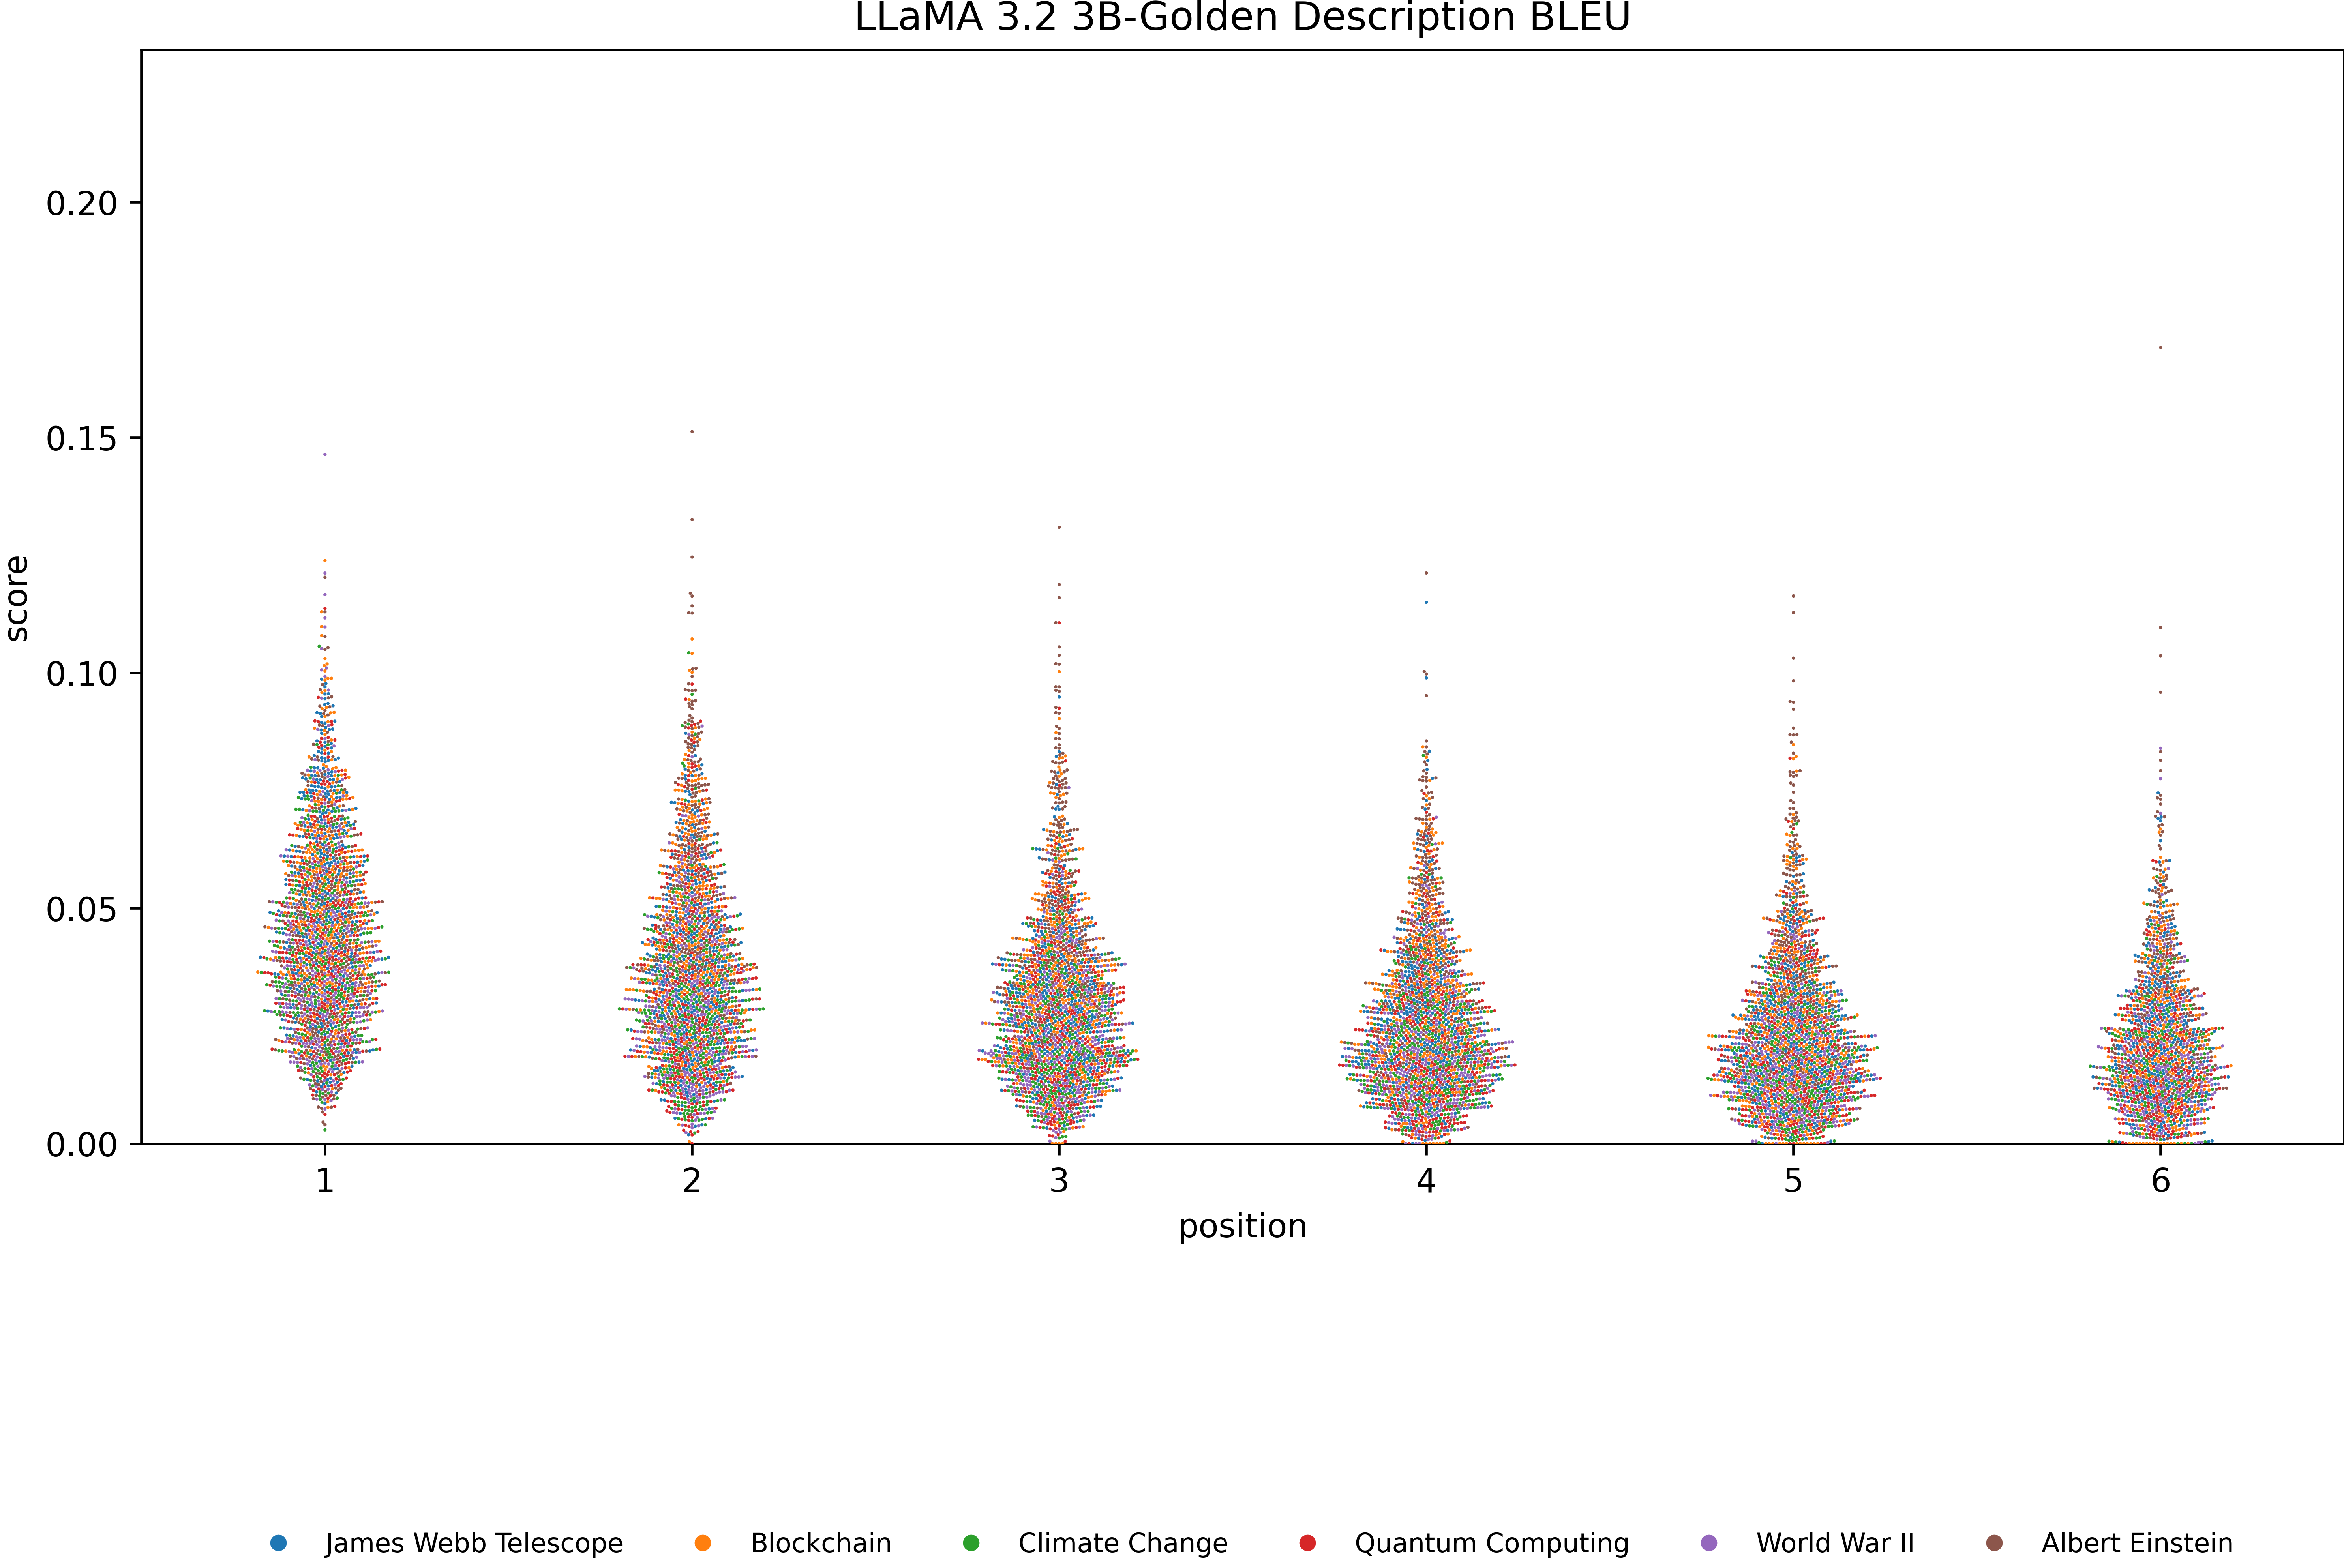 LLaMA 3.2 3B-Golden Description BLEU
score
0.20
0.15
0.10
0.05
0.00
1 2 3 4 5 6
position
James Webb Telescope Blockchain Climate Change Quantum Computing World War II Albert Einstein